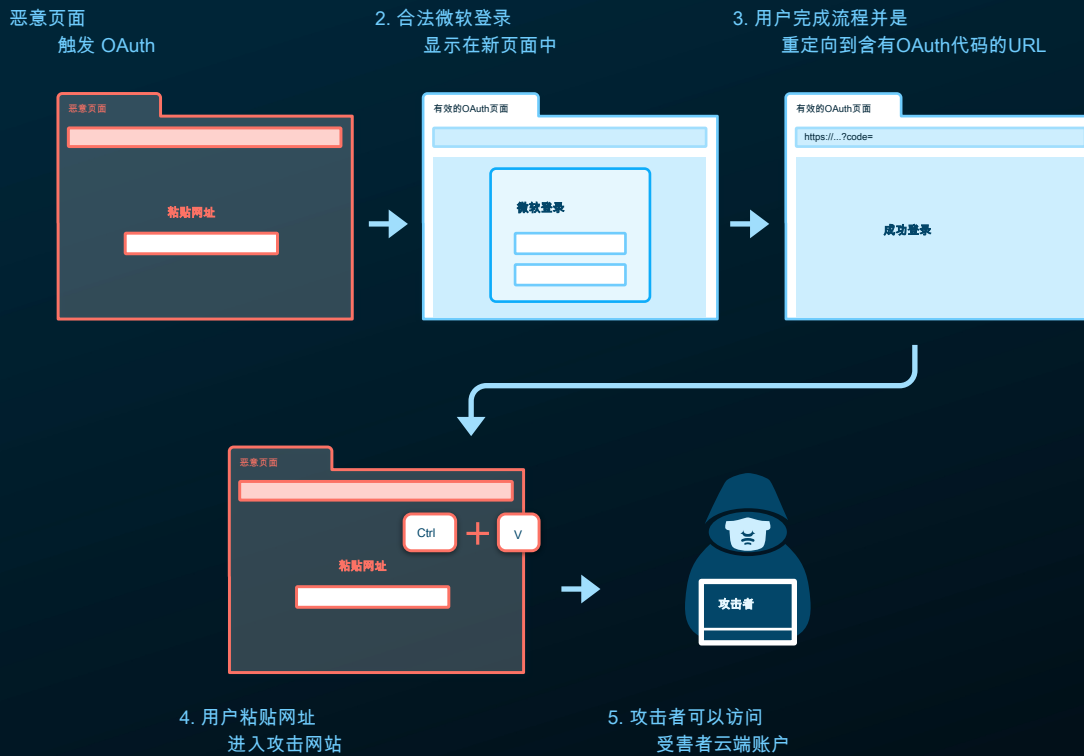 恶意页面
触发 OAuth
2. 合法微软登录
显示在新页面中
3. 用户完成流程并是
重定向到含有OAuth代码的URL
恶意页面
粘贴网址
有效的OAuth页面
微软登录
有效的OAuth页面
https://...?code=
成功登录
恶意页面
Ctrl
V
粘贴网址
攻击者
4. 用户粘贴网址
进入攻击网站
5. 攻击者可以访问
受害者云端账户